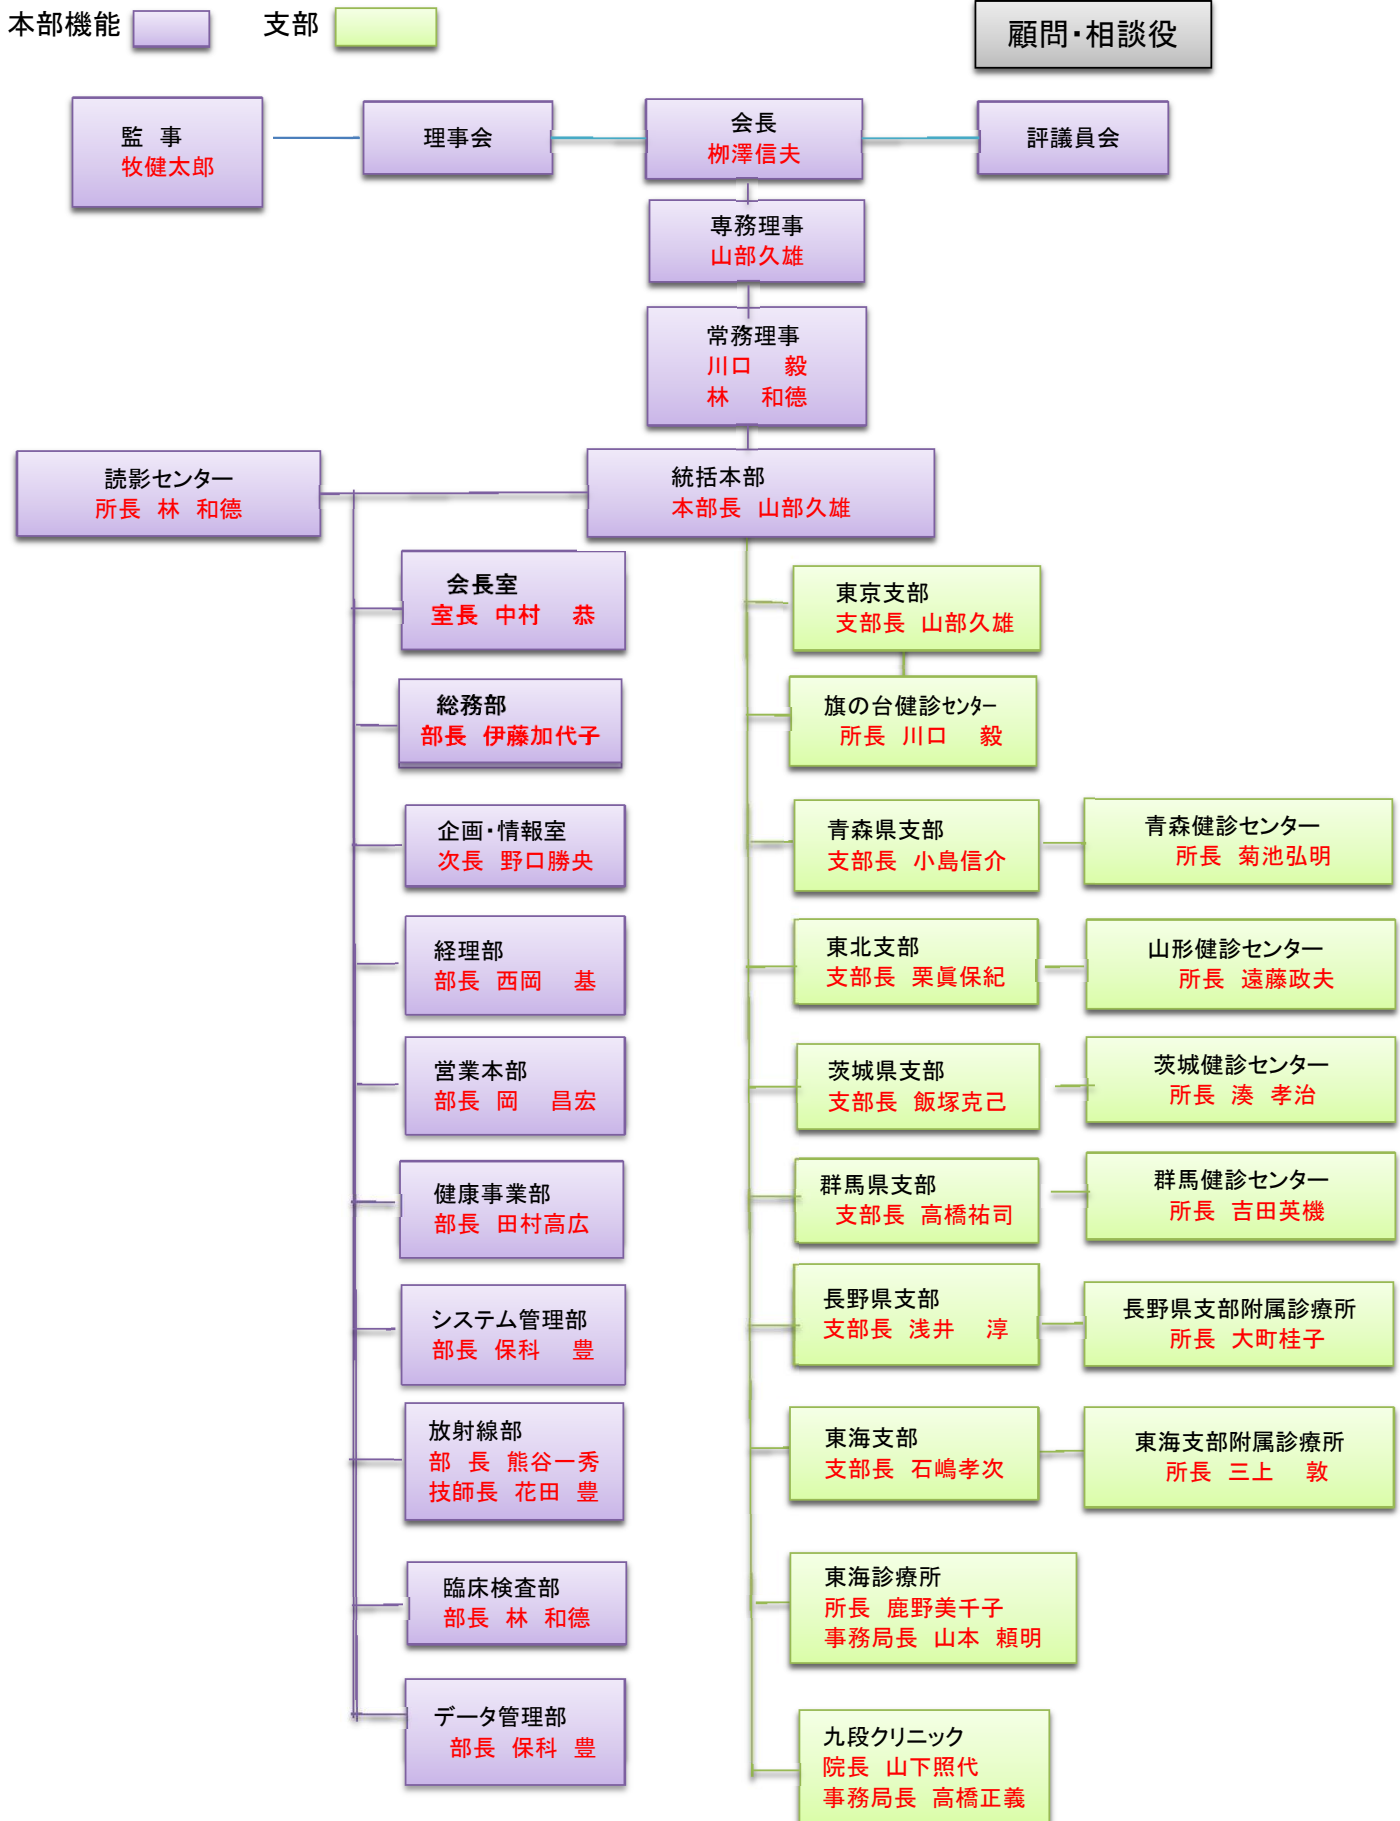 本部機能
支部
顧問・相談役
監 事
牧健太郎
理事会
会長
栁澤信夫
評議員会
専務理事
山部久雄
常務理事
川口 毅
林 和德
読影センター
所長 林 和德
統括本部
本部長 山部久雄
会長室
室長 中村 恭
総務部
部長 伊藤加代子
企画・情報室
次長 野口勝央
経理部
部長 西岡 基
営業本部
部長 岡 昌宏
健康事業部
部長 田村高広
システム管理部
部長 保科 豊
放射線部
部 長 熊谷一秀
技師長 花田 豊
臨床検査部
部長 林 和德
データ管理部
部長 保科 豊
東京支部
支部長 山部久雄
旗の台健診センター
所長 川口 毅
青森県支部
支部長 小島信介
青森健診センター
所長 菊池弘明
東北支部
支部長 栗眞保紀
山形健診センター
所長 遠藤政夫
茨城県支部
支部長 飯塚克己
茨城健診センター
所長 湊 孝治
群馬県支部
支部長 高橋祐司
群馬健診センター
所長 吉田英機
長野県支部
支部長 浅井 淳
長野県支部附属診療所
所長 大町桂子
東海支部
支部長 石嶋孝次
東海支部附属診療所
所長 三上 敦
東海診療所
所長 鹿野美千子
事務局長 山本 頼明
九段クリニック
院長 山下照代
事務局長 高橋正義